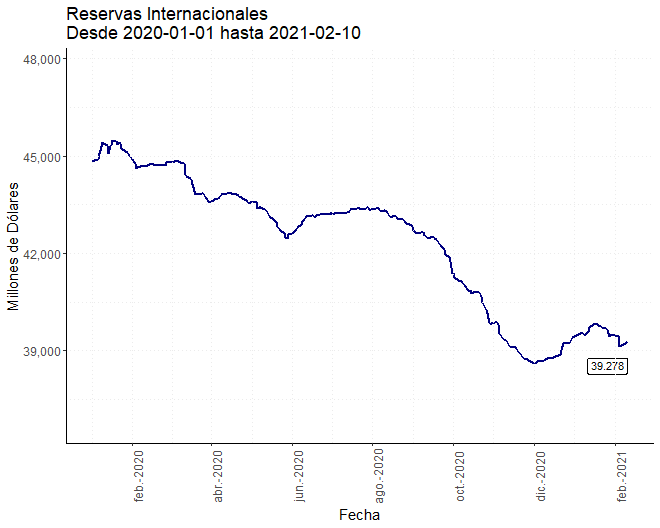 Reservas Internacionales
Desde 2020-01-01 hasta 2021-02-10
Millones de Dólares
48,000
45,000
42,000
39,000
39.278
feb.-2020
abr.-2020
jun.-2020
ago.-2020
oct.-2020
dic.-2020
feb.-2021
Fecha